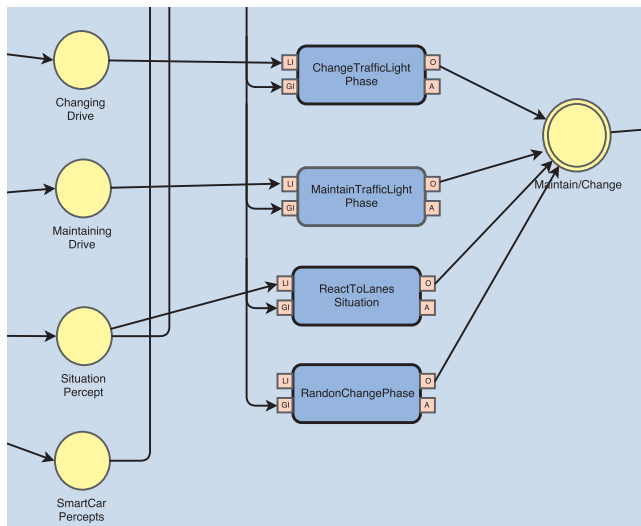 LI
GI
ChangeTrafficLight
Phase
O
A
Changing
Drive
LI
GI
MaintainTrafficLight
Phase
O
A
Maintain/Change
Maintaining
Drive
LI
GI
ReactToLanes
Situation
O
A
Situation
Percept
LI
GI
RandonChangePhase
O
A
SmartCar
Percepts